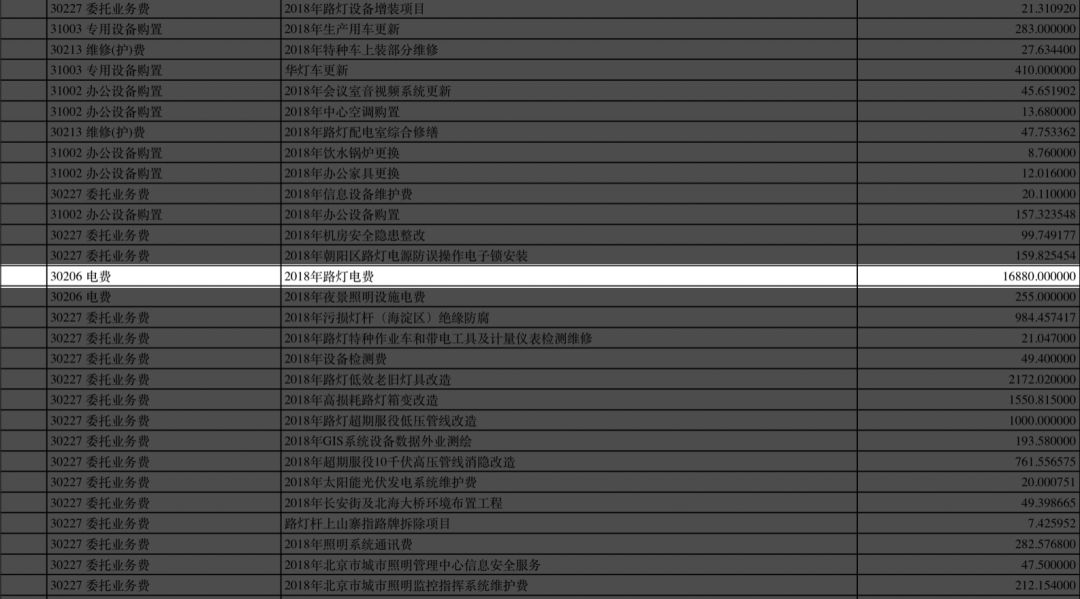 30227 委托业务费 2018年路灯设备增装项目 21.310920
31003 专用设备购置 2018年生产用车更新 283.000000
30213 维修(护)费 2018年特种车上装部分维修 27.634400
31003 专用设备购置 华灯车更新 410.000000
31002 办公设备购置 2018年会议室音视频系统更新 45.651902
31002 办公设备购置 2018年中心空调购置 13.680000
30213 维修(护)费 2018年路灯配电室综合修缮 47.753362
31002 办公设备购置 2018年饮水锅炉更换 8.760000
31002 办公设备购置 2018年办公家具更换 12.016000
30227 委托业务费 2018年信息设备维护费 20.110000
31002 办公设备购置 2018年办公设备购置 157.323548
30227 委托业务费 2018年机房安全隐患整改 99.749177
30227 委托业务费 2018年朝阳区路灯电源防误操作电子锁安装 159.825454
30206 电费 2018年路灯电费 16880.000000
30206 电费 2018年夜景照明设施电费 255.000000
30227 委托业务费 2018年污损灯杆（海淀区）绝缘防腐 984.457417
30227 委托业务费 2018年路灯特种作业车和带电工具及计量仪表检测维修 21.047000
30227 委托业务费 2018年设备检测费 49.400000
30227 委托业务费 2018年路灯低效老旧灯具改造 2172.020000
30227 委托业务费 2018年高损耗路灯箱变改造 1550.815000
30227 委托业务费 2018年路灯超期服役低压管线改造 1000.000000
30227 委托业务费 2018年GIS系统设备数据外业测绘 193.580000
30227 委托业务费 2018年超期服役10千伏高压管线消隐改造 761.556575
30227 委托业务费 2018年太阳能光伏发电系统维护费 20.000751
30227 委托业务费 2018年长安街及北海大桥环境布置工程 49.398665
30227 委托业务费 路灯杆上山寨指路牌拆除项目 7.425952
30227 委托业务费 2018年照明系统通讯费 282.576800
30227 委托业务费 2018年北京市城市照明管理中心信息安全服务 47.500000
30227 委托业务费 2018年北京市城市照明监控指挥系统维护费 212.154000